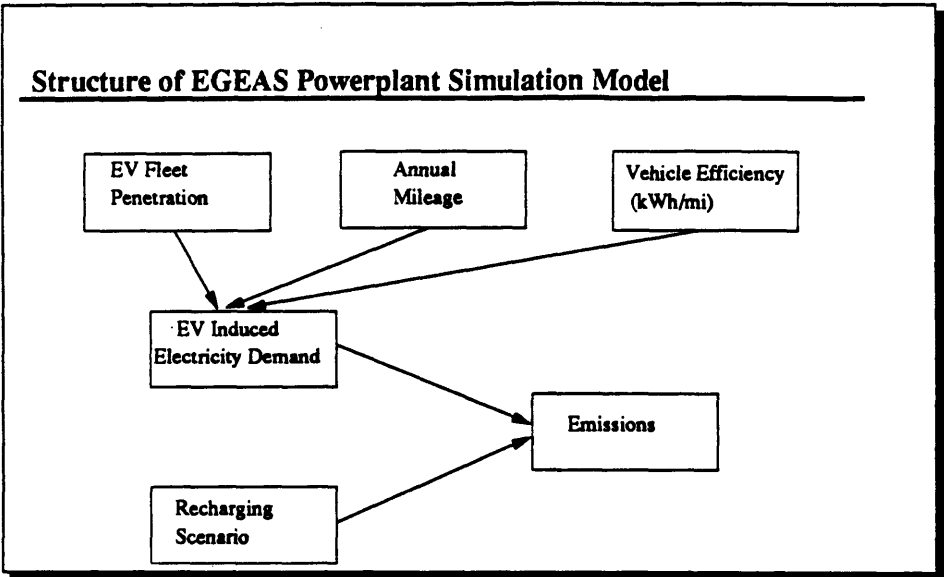 Structure of EGEAS Powerplant Simulation Model
EV Fleet
Penetration
Annual
Mileage
Vehicle Efficiency
(kWh/mi)
EV Induced
Electricity Demand
Emissions
Recharging
Scenario